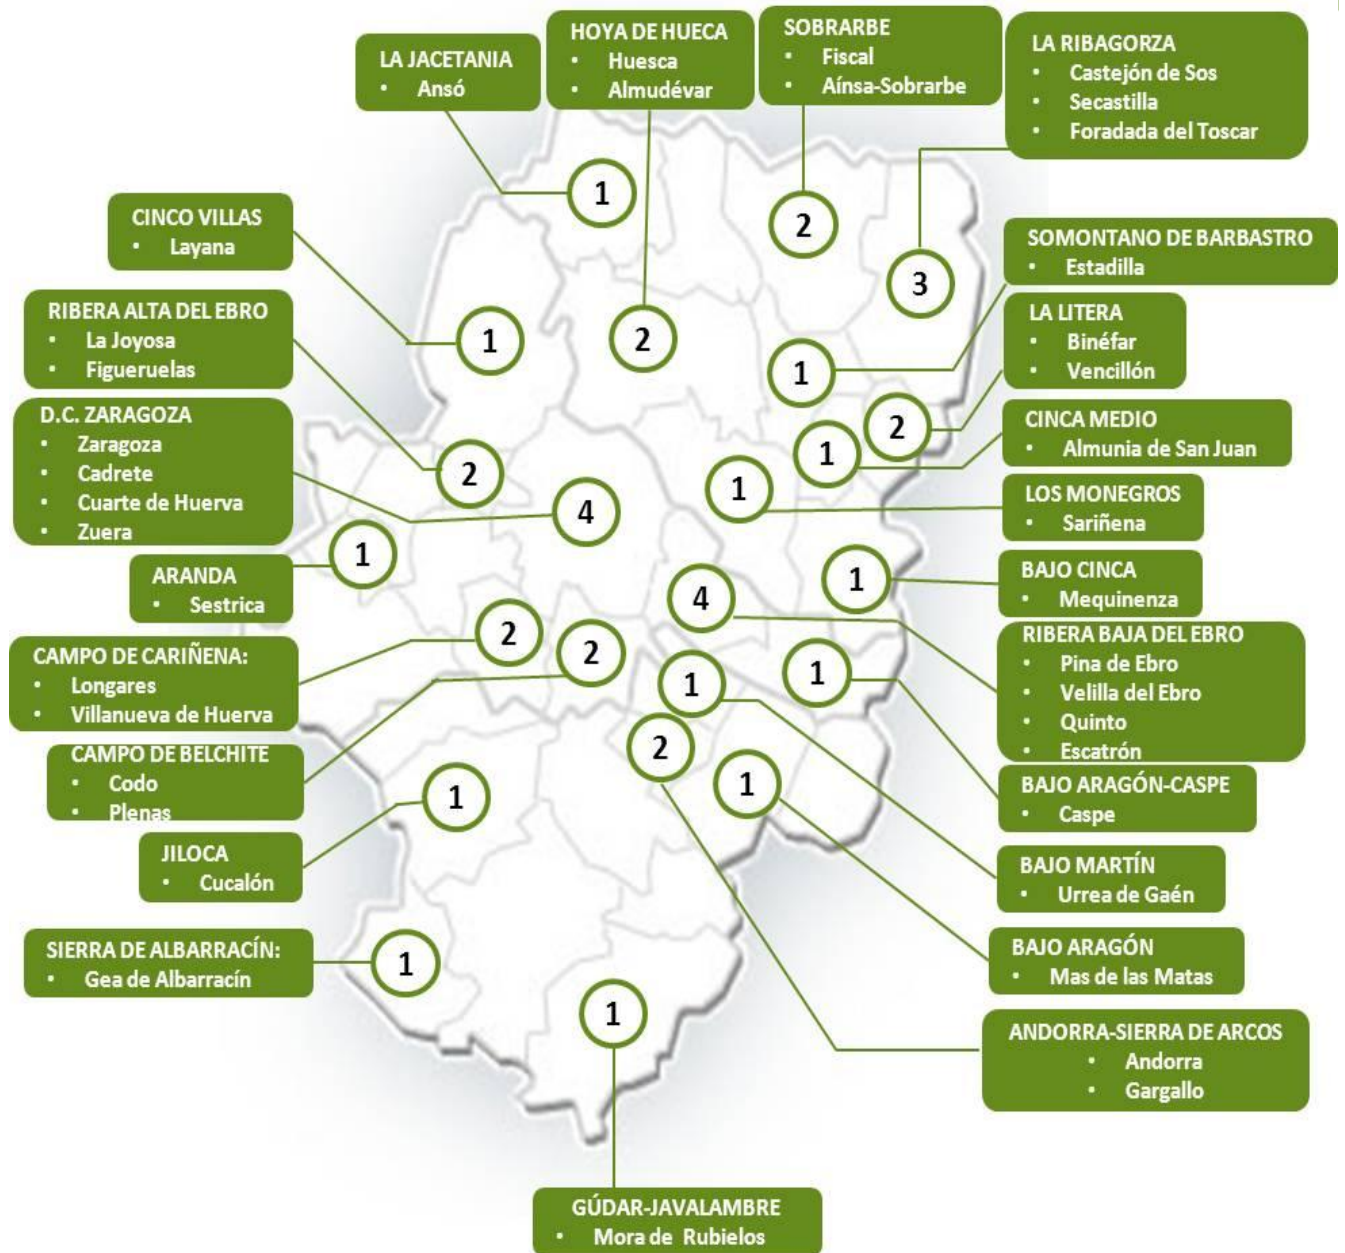 LA JACETANIA
• Ansó
1
HOYA DE HUECA
• Huesca
• Almudévar
2
SOBRARBE
• Fiscal
• Aínsa-Sobrarbe
2
LA RIBAGORZA
• Castejón de Sos
• Secastilla
• Foradada del Toscar
3
CINCO VILLAS
• Layana
1
SOMONTANO DE BARBASTRO
• Estadilla
1
RIBERA ALTA DEL EBRO
• La Joyosa
• Figueruelas
2
LA LITERA
• Binéfar
• Vencillón
2
D.C. ZARAGOZA
• Zaragoza
• Cadrete
• Cuarte de Huerva
• Zuera
4
CINCA MEDIO
• Almunia de San Juan
1
LOS MONEGROS
• Sariñena
1
ARANDA
• Sestrica
1
BAJO CINCA
• Mequinenza
1
CAMPO DE CARIÑENA:
• Longares
• Villanueva de Huerva
2
RIBERA BAJA DEL EBRO
• Pina de Ebro
• Velilla del Ebro
• Quinto
• Escatrón
4
CAMPO DE BELCHITE
• Codo
• Plenas
2
BAJO ARAGÓN-CASPE
• Caspe
1
JILOCA
• Cucalón
1
BAJO MARTÍN
• Urrea de Gaén
1
SIERRA DE ALBARRACÍN:
• Gea de Albarracín
1
BAJO ARAGÓN
• Mas de las Matas
1
ANDORRA-SIERRA DE ARCOS
• Andorra
• Gargallo
2
GÚDAR-JAVALAMBRE
• Mora de Rubielos
1